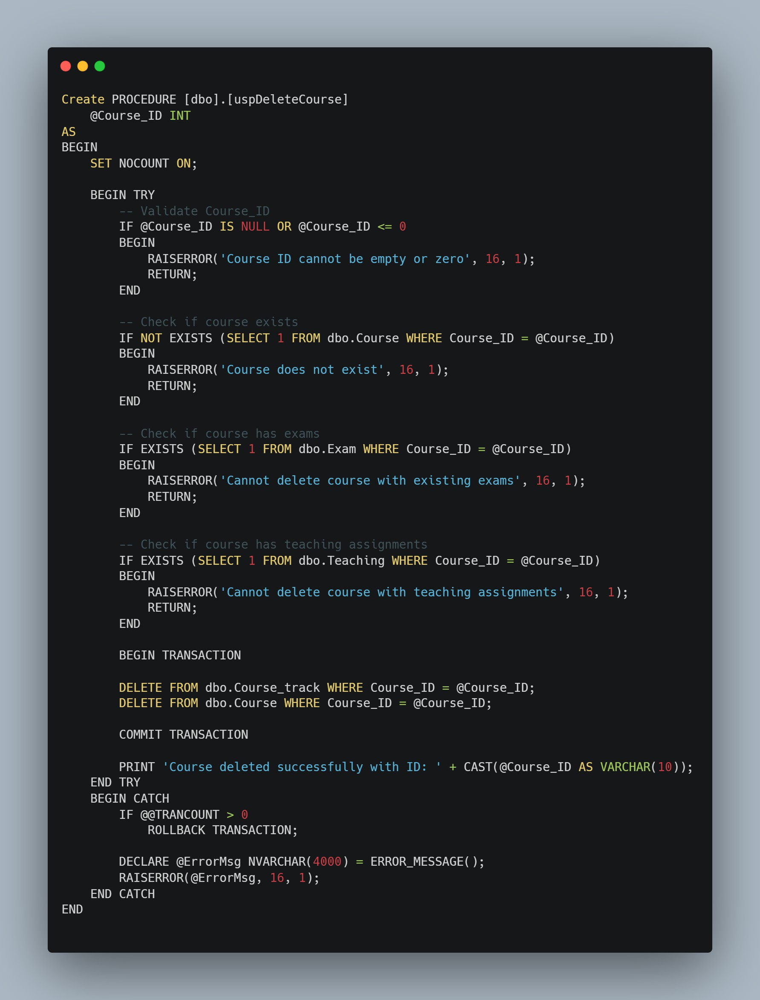 Create PROCEDURE [dbo].[uspDeleteCourse]
    @Course_ID INT
AS
BEGIN
    SET NOCOUNT ON;

    BEGIN TRY
        -- Validate Course_ID
        IF @Course_ID IS NULL OR @Course_ID <= 0
        BEGIN
            RAISERROR('Course ID cannot be empty or zero', 16, 1);
            RETURN;
        END

        -- Check if course exists
        IF NOT EXISTS (SELECT 1 FROM dbo.Course WHERE Course_ID = @Course_ID)
        BEGIN
            RAISERROR('Course does not exist', 16, 1);
            RETURN;
        END

        -- Check if course has exams
        IF EXISTS (SELECT 1 FROM dbo.Exam WHERE Course_ID = @Course_ID)
        BEGIN
            RAISERROR('Cannot delete course with existing exams', 16, 1);
            RETURN;
        END

        -- Check if course has teaching assignments
        IF EXISTS (SELECT 1 FROM dbo.Teaching WHERE Course_ID = @Course_ID)
        BEGIN
            RAISERROR('Cannot delete course with teaching assignments', 16, 1);
            RETURN;
        END

        BEGIN TRANSACTION

        DELETE FROM dbo.Course_track WHERE Course_ID = @Course_ID;
        DELETE FROM dbo.Course WHERE Course_ID = @Course_ID;

        COMMIT TRANSACTION

        PRINT 'Course deleted successfully with ID: ' + CAST(@Course_ID AS VARCHAR(10));
    END TRY
    BEGIN CATCH
        IF @@TRANCOUNT > 0
            ROLLBACK TRANSACTION;

        DECLARE @ErrorMsg NVARCHAR(4000) = ERROR_MESSAGE();
        RAISERROR(@ErrorMsg, 16, 1);
    END CATCH
END